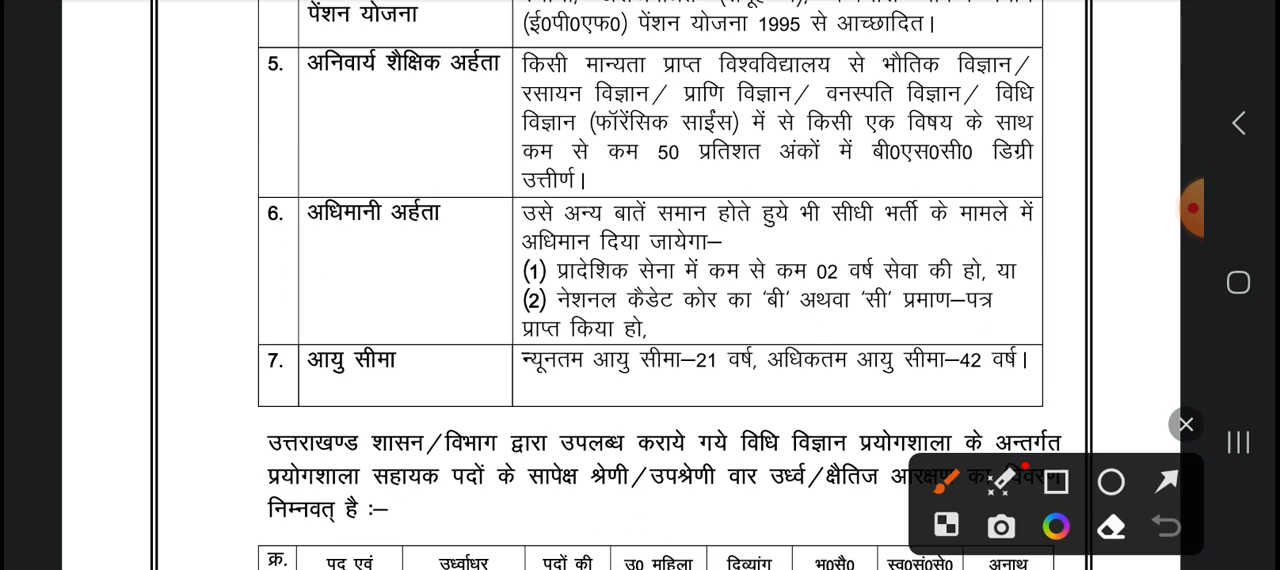 पेंशन योजना
(ई0पी0एफ0) पेंशन योजना 1995 से आच्छादित।
5. अनिवार्य शैक्षिक अर्हता
किसी मान्यता प्राप्त विश्वविद्यालय से भौतिक विज्ञान/
रसायन विज्ञान/ प्राणि विज्ञान/ वनस्पति विज्ञान/ विधि
विज्ञान (फॉरेंसिक साईंस) में से किसी एक विषय के साथ
कम से कम 50 प्रतिशत अंकों में बी0एस0सी0 डिग्री
उत्तीर्ण।
6. अधिमानी अर्हता
उसे अन्य बातें समान होते हुये भी सीधी भर्ती के मामले में
अधिमान दिया जायेगा–
(1) प्रादेशिक सेना में कम से कम 02 वर्ष सेवा की हो, या
(2) नेशनल कैडेट कोर का 'बी' अथवा 'सी' प्रमाण–पत्र
प्राप्त किया हो,
7. आयु सीमा
न्यूनतम आयु सीमा–21 वर्ष, अधिकतम आयु सीमा–42 वर्ष।
उत्तराखण्ड शासन/विभाग द्वारा उपलब्ध कराये गये विधि विज्ञान प्रयोगशाला के अन्तर्गत
प्रयोगशाला सहायक पदों के सापेक्ष श्रेणी/उपश्रेणी वार उर्ध्व/क्षैतिज आरक्षण का विवरण
निम्नवत् है :–
क्र. पद एवं उर्ध्वाधर पदों की उ0 महिला दिव्यांग भू0सै0 स्व0सं0से0 अनाथ